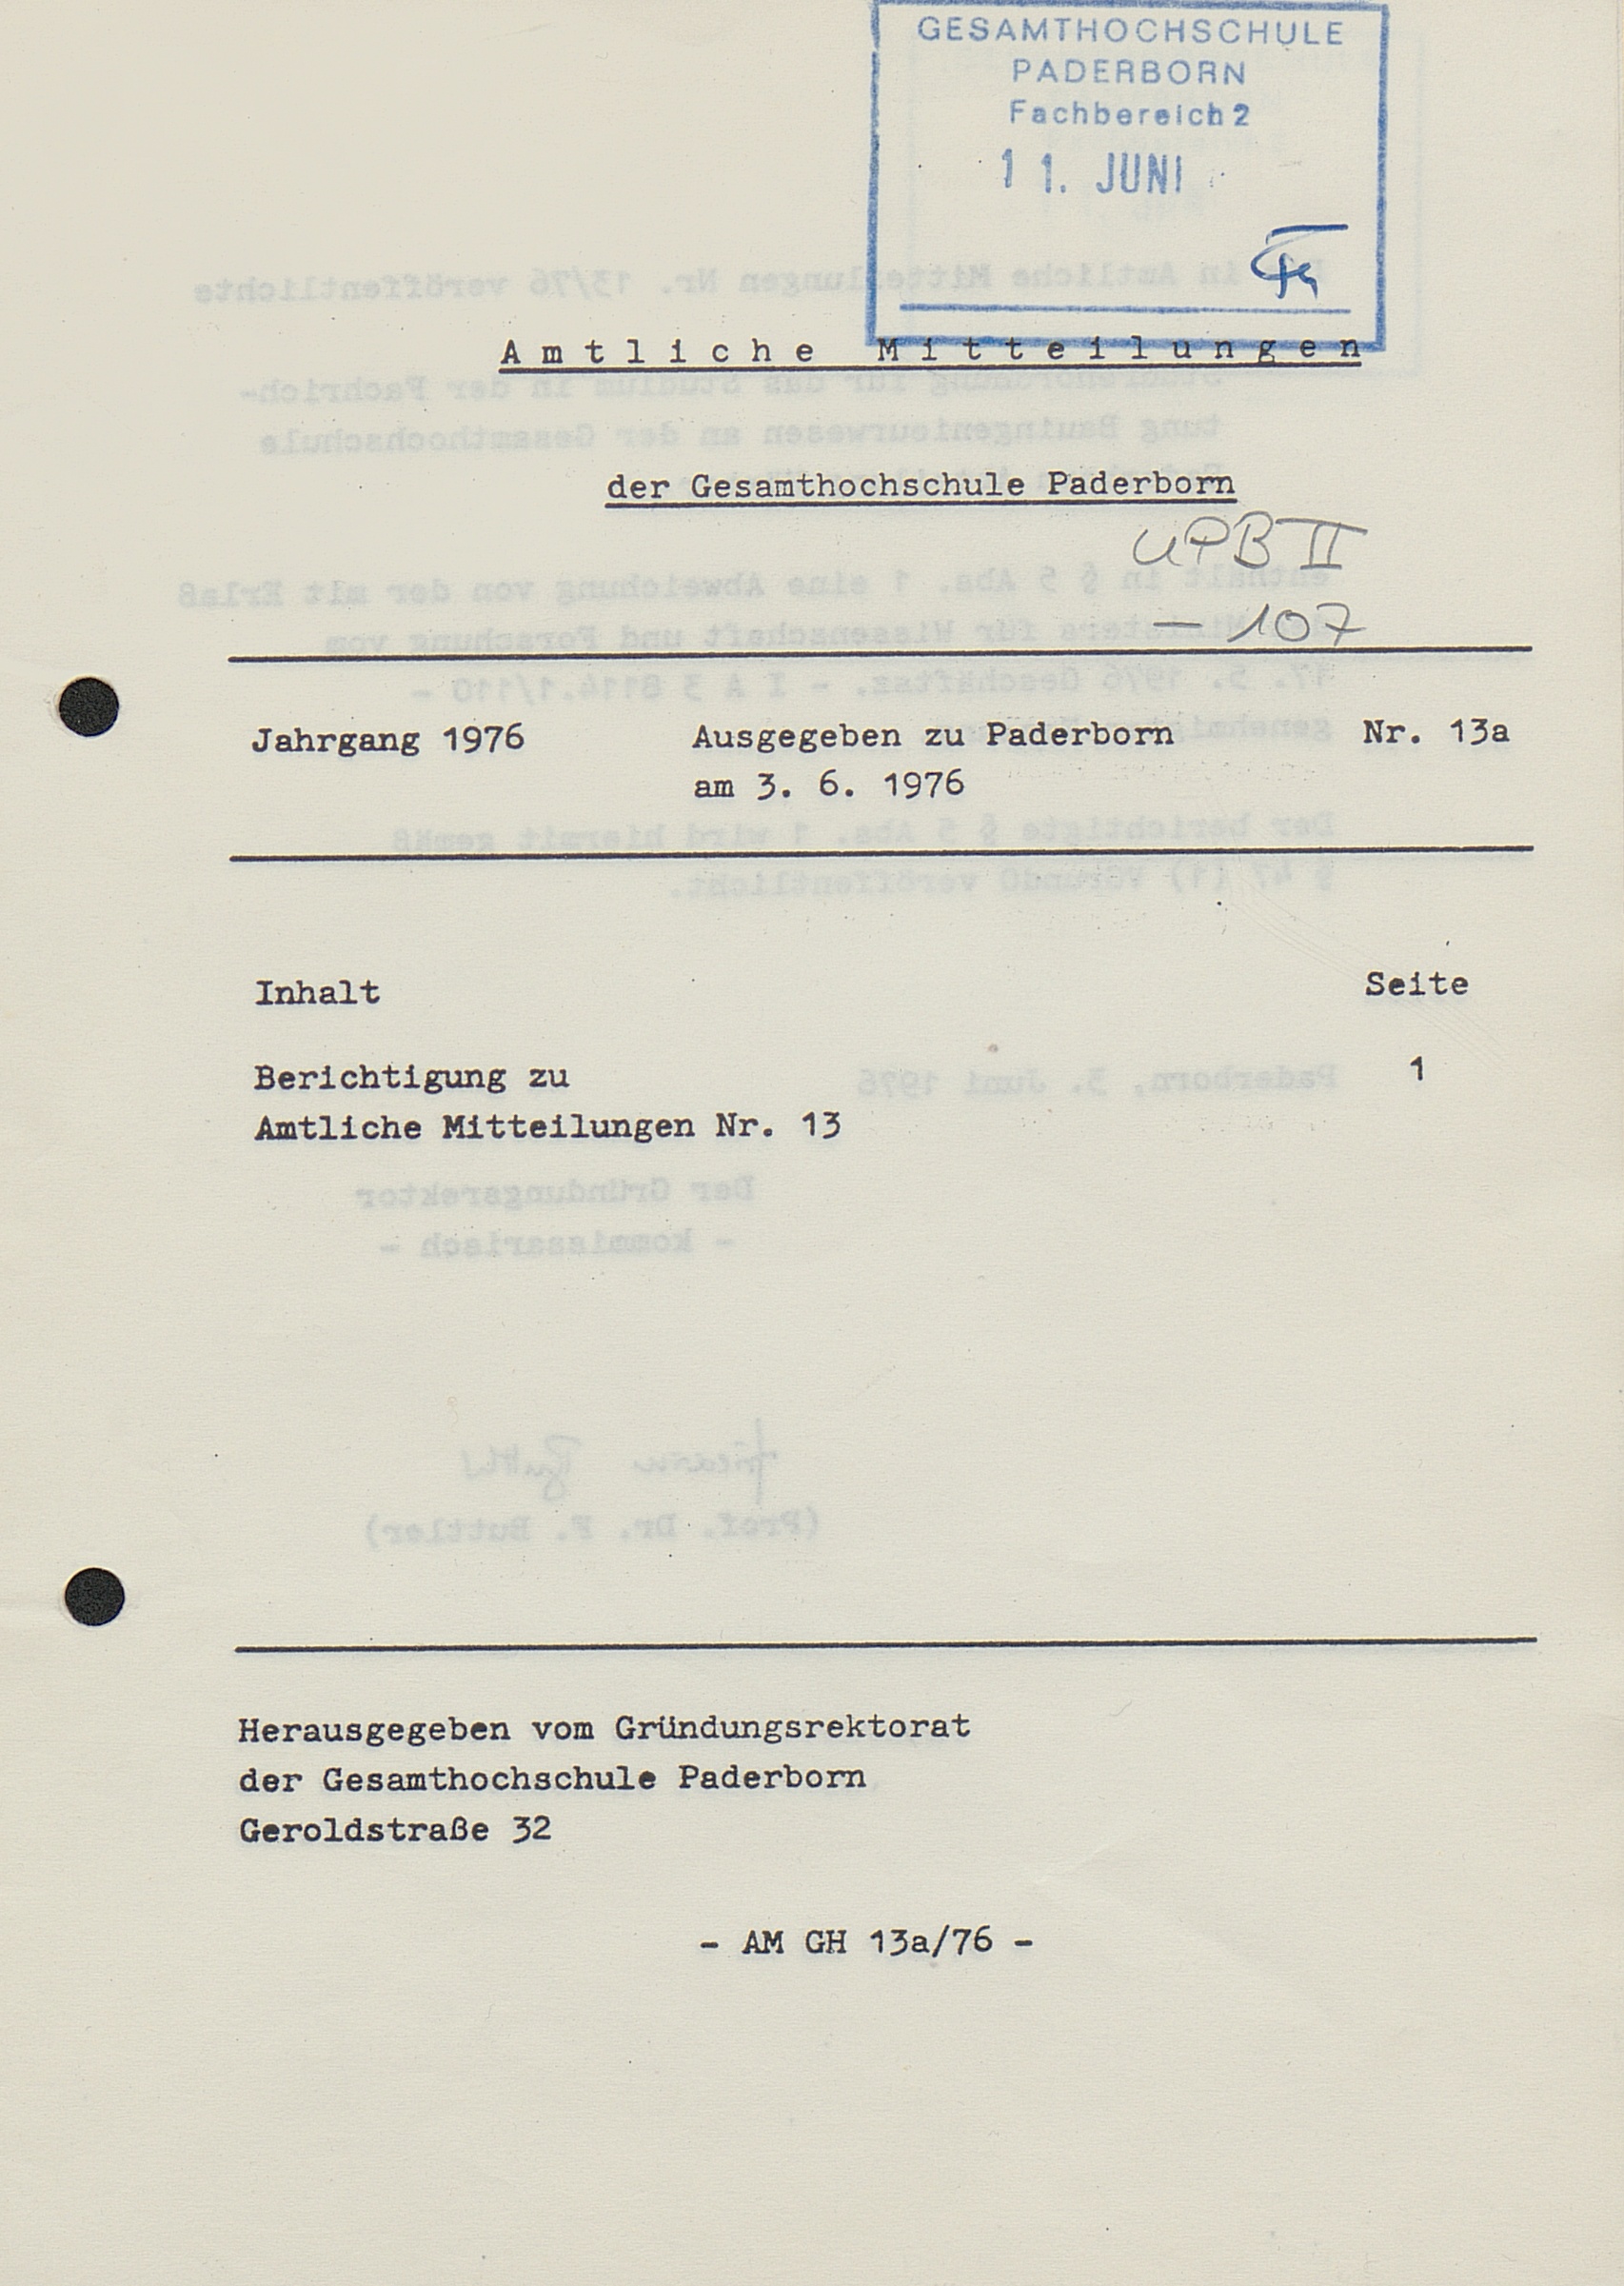 GESAMTHOCHSCHULE
PADERBORN
Fachbereich 2
11. JUNI
Amtliche Mitteilungen
der Gesamthochschule Paderborn
UPB II
- 107
Jahrgang 1976 Ausgegeben zu Paderborn Nr. 13a
am 3. 6. 1976
Inhalt Seite
Berichtigung zu 1
Amtliche Mitteilungen Nr. 13
Herausgegeben vom Gründungsrektorat
der Gesamthochschule Paderborn
Geroldstraße 32
- AM GH 13a/76 -